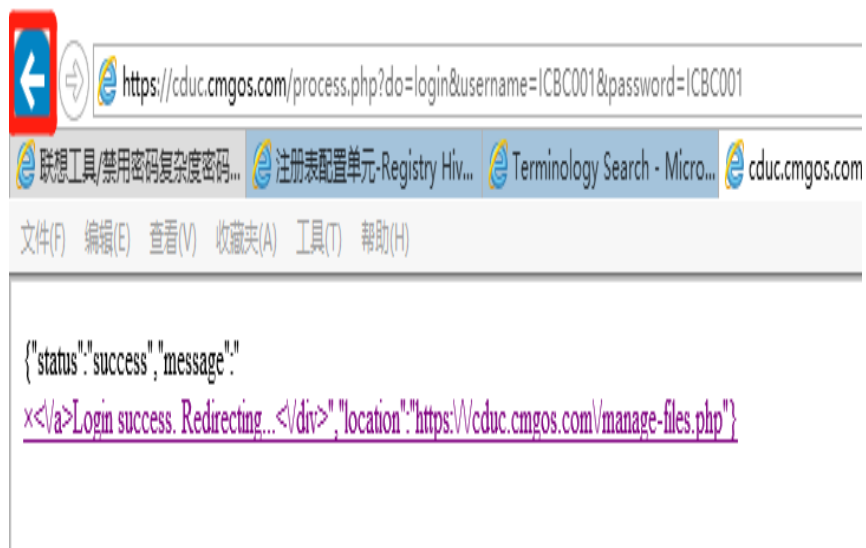 https://cduc.cmgos.com/process.php?do=login&username=ICBC001&password=ICBC001
联想工具/禁用密码复杂度密码... 注册表配置单元-Registry Hiv... Terminology Search - Micro... cduc.cmgos.com
文件(F) 编辑(E) 查看(V) 收藏夹(A) 工具(T) 帮助(H)
{"status":"success","message":"
×<\/a>Login success. Redirecting...<\/div>","location":"https:\/\/cduc.cmgos.com\/manage-files.php"}